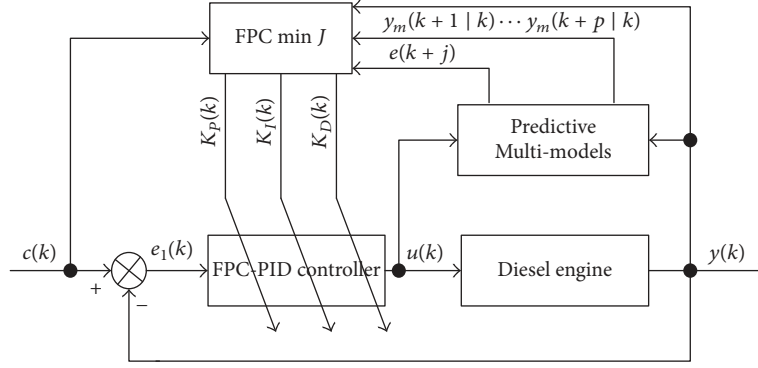 FPC min J
y_m(k + 1 | k) ⋯ y_m(k + p | k)
e(k + j)
K_P(k)
K_I(k)
K_D(k)
Predictive
Multi-models
c(k)
+
−
e_1(k)
FPC-PID controller
u(k)
Diesel engine
y(k)